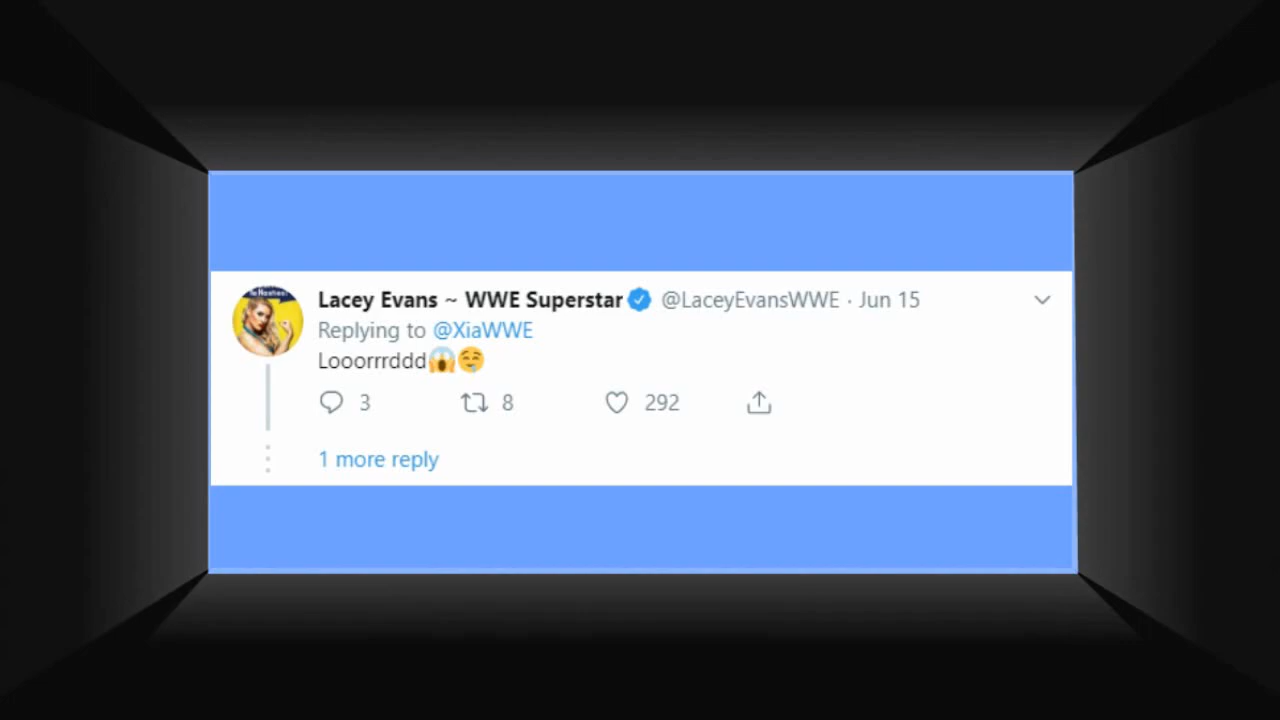 Lacey Evans ~ WWE Superstar @LaceyEvansWWE · Jun 15
Replying to @XiaWWE
Looorrrddd😱🤤
3 8 292
1 more reply